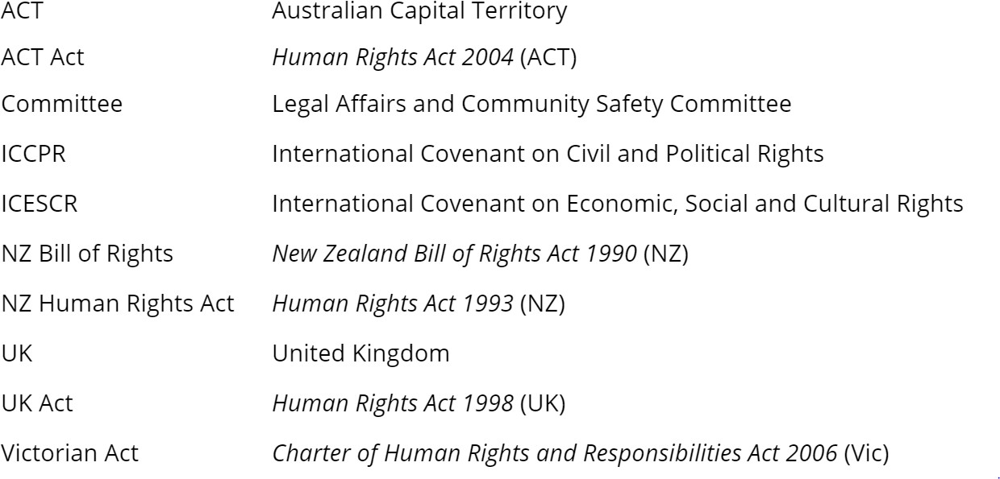 ACT Australian Capital Territory
ACT Act Human Rights Act 2004 (ACT)
Committee Legal Affairs and Community Safety Committee
ICCPR International Covenant on Civil and Political Rights
ICESCR International Covenant on Economic, Social and Cultural Rights
NZ Bill of Rights New Zealand Bill of Rights Act 1990 (NZ)
NZ Human Rights Act Human Rights Act 1993 (NZ)
UK United Kingdom
UK Act Human Rights Act 1998 (UK)
Victorian Act Charter of Human Rights and Responsibilities Act 2006 (Vic)